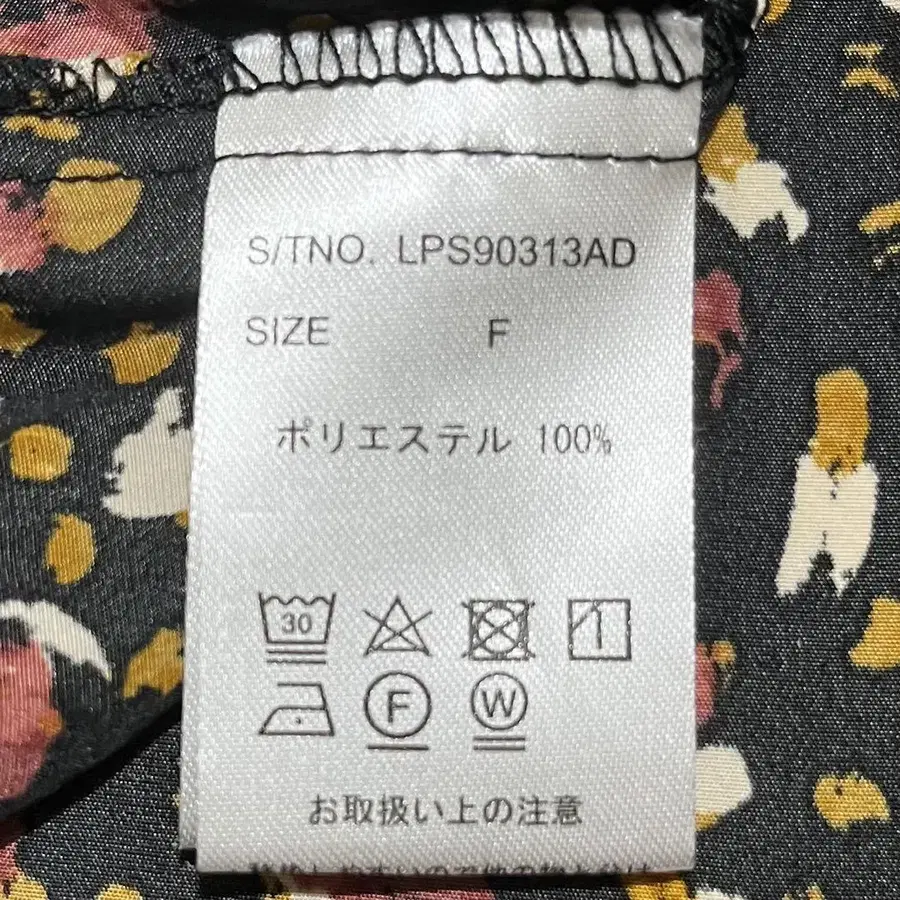 S/TNO. LPS90313AD
SIZE F
ポリエステル 100%
30
F
W
お取扱い上の注意